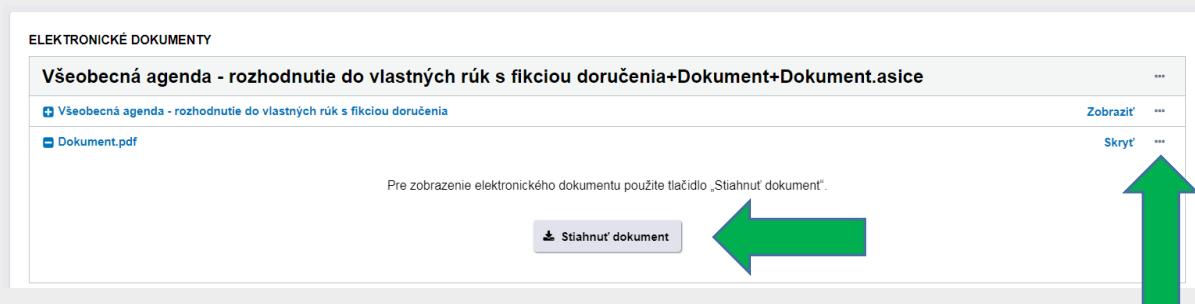 ELEKTRONICKÉ DOKUMENTY
Všeobecná agenda - rozhodnutie do vlastných rúk s fikciou doručenia+Dokument+Dokument.asice
Všeobecná agenda - rozhodnutie do vlastných rúk s fikciou doručenia Zobraziť
Dokument.pdf Skryť
Pre zobrazenie elektronického dokumentu použite tlačidlo „Stiahnuť dokument“.
Stiahnuť dokument